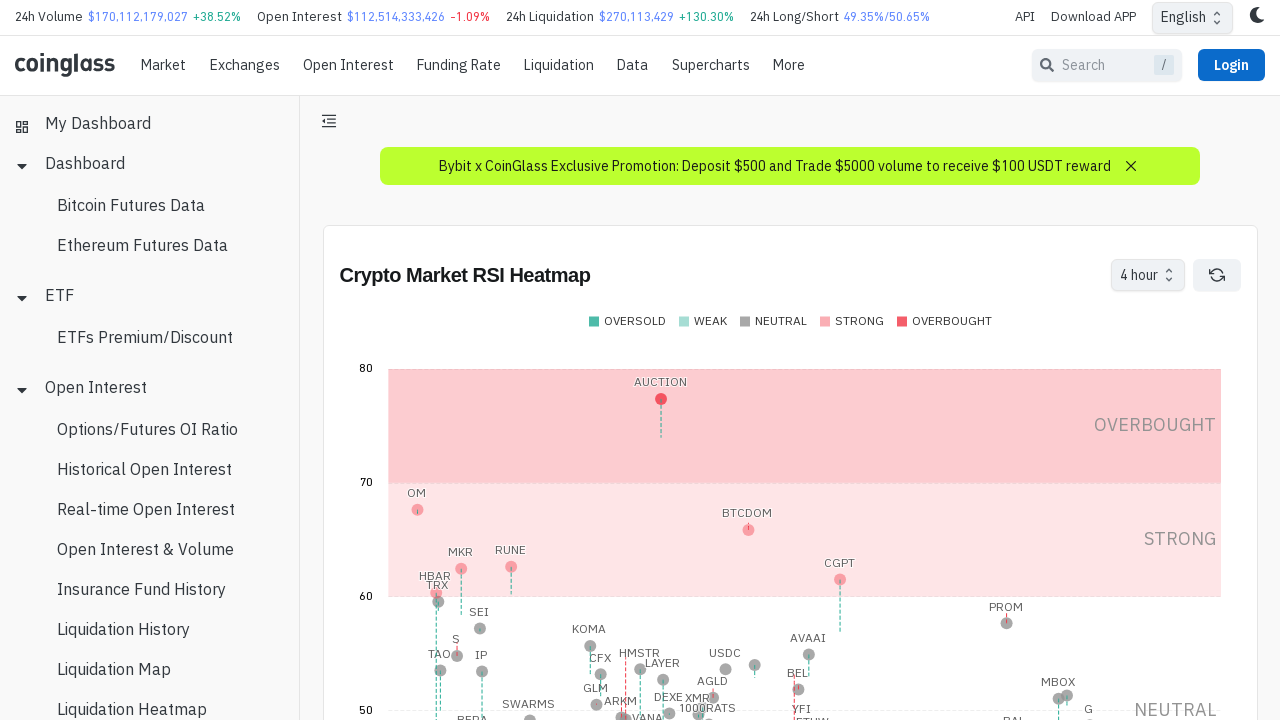 24h Volume $170,112,179,027 +38.52% Open Interest $112,514,333,426 -1.09% 24h Liquidation $270,113,429 +130.30% 24h Long/Short 49.35%/50.65% API Download APP English
coinglass Market Exchanges Open Interest Funding Rate Liquidation Data Supercharts More Search / Login
My Dashboard
Dashboard
Bitcoin Futures Data
Ethereum Futures Data
ETF
ETFs Premium/Discount
Open Interest
Options/Futures OI Ratio
Historical Open Interest
Real-time Open Interest
Open Interest & Volume
Insurance Fund History
Liquidation History
Liquidation Map
Liquidation Heatmap
Bybit x CoinGlass Exclusive Promotion: Deposit $500 and Trade $5000 volume to receive $100 USDT reward
Crypto Market RSI Heatmap 4 hour
OVERSOLD WEAK NEUTRAL STRONG OVERBOUGHT
80
AUCTION
OVERBOUGHT
70
OM
BTCDOM
STRONG
MKR RUNE
CGPT
HBAR
TRX
60
PROM
SEI
KOMA
S
AVAAI
TAO IP CFX HMSTR LAYER USDC
BEL
AGLD
MBOX
GLM
SWARMS ARKM DEXE XMR
1000RATS
YFI
G
50
NEUTRAL
VANA